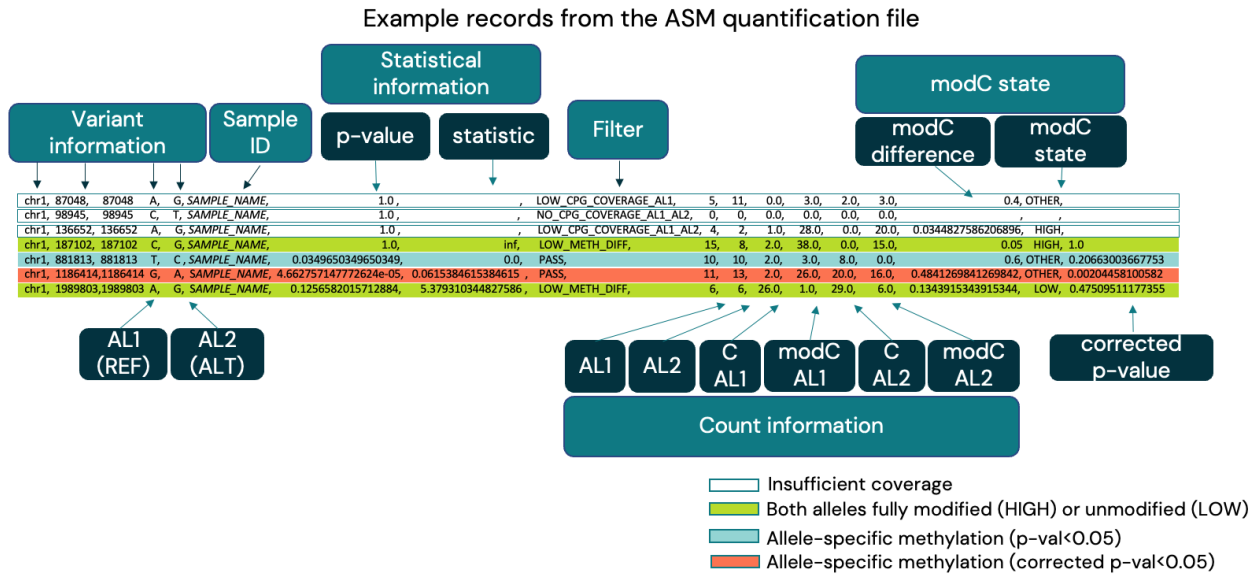 Example records from the ASM quantification file
Statistical
information
modC state
Variant
information
Sample
ID
p-value
statistic
Filter
modC
difference
modC
state
chr1, 87048, 87048 A, G, SAMPLE_NAME, 1.0 , , LOW_CPG_COVERAGE_AL1, 5, 11, 0.0, 3.0, 2.0, 3.0, 0.4, OTHER,
chr1, 98945, 98945 C, T, SAMPLE_NAME, 1.0, , NO_CPG_COVERAGE_AL1_AL2, 0, 0, 0.0, 0.0, 0.0, 0.0, , ,
chr1, 136652, 136652 A, G, SAMPLE_NAME, 1.0, , LOW_CPG_COVERAGE_AL1_AL2, 4, 2, 1.0, 28.0, 0.0, 20.0, 0.0344827586206896, HIGH,
chr1, 187102, 187102 C, G, SAMPLE_NAME, 1.0, inf, LOW_METH_DIFF, 15, 8, 2.0, 38.0, 0.0, 15.0, 0.05 HIGH, 1.0
chr1, 881813, 881813 T, C , SAMPLE_NAME, 0.0349650349650349, 0.0, PASS, 10, 10, 2.0, 3.0, 8.0, 0.0, 0.6, OTHER, 0.20663003667753
chr1, 1186414,1186414 G, A, SAMPLE_NAME, 4.662757147772624e-05, 0.0615384615384615 , PASS, 11, 13, 2.0, 26.0, 20.0, 16.0, 0.4841269841269842, OTHER, 0.00204458100582
chr1, 1989803,1989803 A, G, SAMPLE_NAME, 0.1256582015712884, 5.379310344827586 , LOW_METH_DIFF, 6, 6, 26.0, 1.0, 29.0, 6.0, 0.1343915343915344, LOW, 0.47509511177355
AL1
(REF)
AL2
(ALT)
AL1
AL2
C
AL1
modC
AL1
C
AL2
modC
AL2
corrected
p-value
Count information
Insufficient coverage
Both alleles fully modified (HIGH) or unmodified (LOW)
Allele-specific methylation (p-val<0.05)
Allele-specific methylation (corrected p-val<0.05)